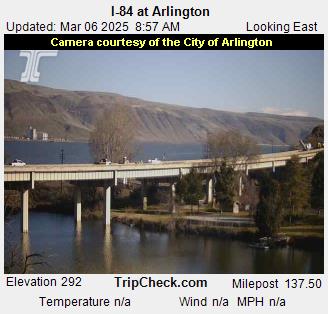 I-84 at Arlington
Updated: Mar 06 2025 8:57 AM Looking East
Camera courtesy of the City of Arlington
Elevation 292 TripCheck.com Milepost 137.50
Temperature n/a Wind n/a MPH n/a